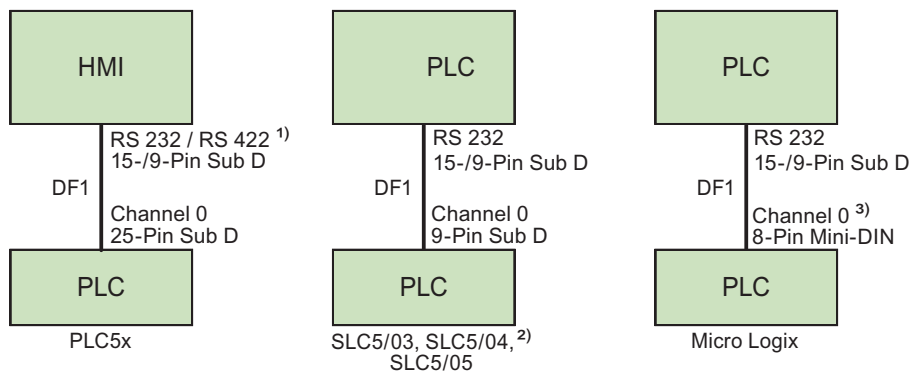 HMI
RS 232 / RS 422 ¹⁾
15-/9-Pin Sub D
DF1
Channel 0
25-Pin Sub D
PLC
PLC5x
PLC
RS 232
15-/9-Pin Sub D
DF1
Channel 0
9-Pin Sub D
PLC
SLC5/03, SLC5/04, ²⁾
SLC5/05
PLC
RS 232
15-/9-Pin Sub D
DF1
Channel 0 ³⁾
8-Pin Mini-DIN
PLC
Micro Logix